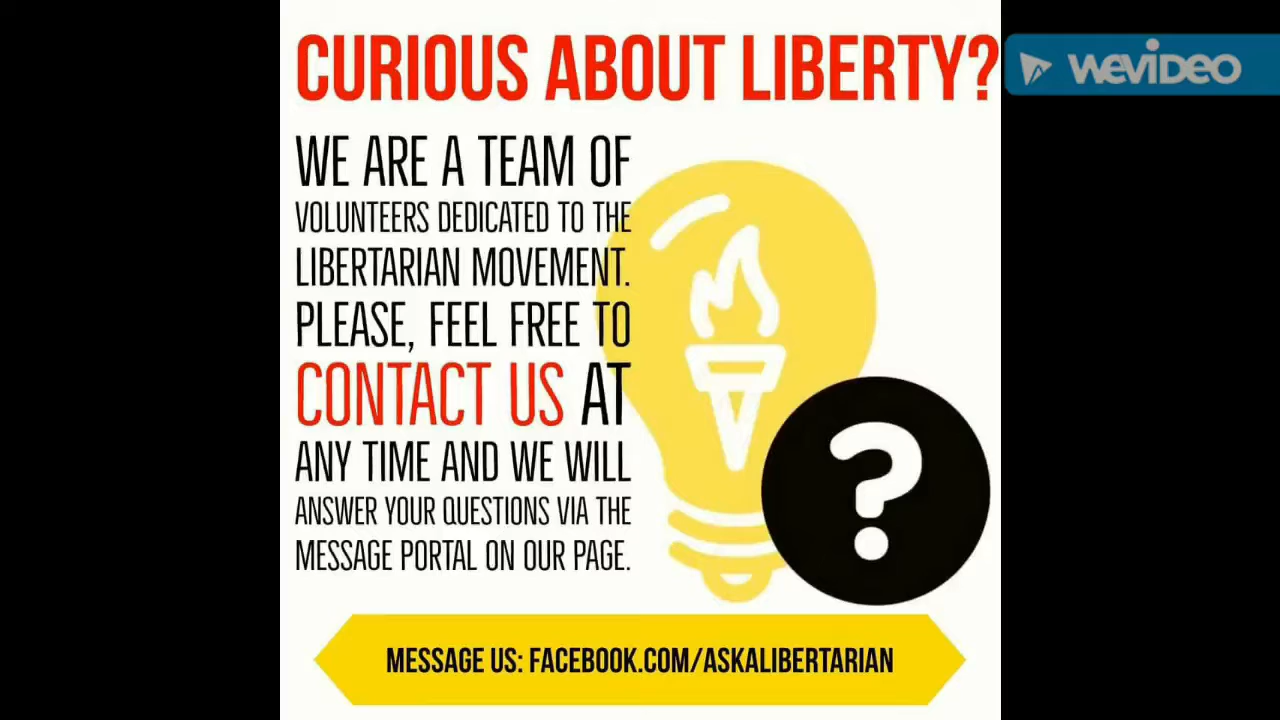 CURIOUS ABOUT LIBERTY?
WEVIDEO
WE ARE A TEAM OF
VOLUNTEERS DEDICATED TO THE
LIBERTARIAN MOVEMENT.
PLEASE, FEEL FREE TO
CONTACT US AT
ANY TIME AND WE WILL
ANSWER YOUR QUESTIONS VIA THE
MESSAGE PORTAL ON OUR PAGE.
?
MESSAGE US: FACEBOOK.COM/ASKALIBERTARIAN